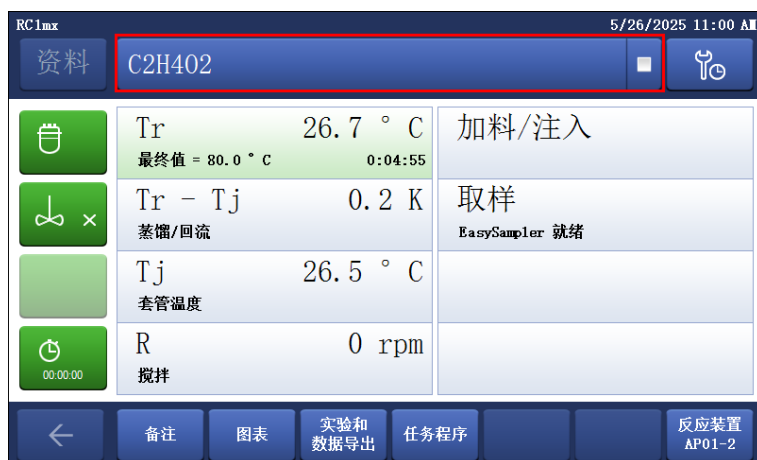 RC1mx 5/26/2025 11:00 AM
资料 C2H4O2
Tr 26.7 ° C 加料/注入
最终值 = 80.0 ° C 0:04:55
Tr - Tj 0.2 K 取样
蒸馏/回流 EasySampler 就绪
Tj 26.5 ° C
套管温度
R 0 rpm
搅拌
00:00:00
备注 图表 实验和 任务程序 反应装置
数据导出 AP01-2